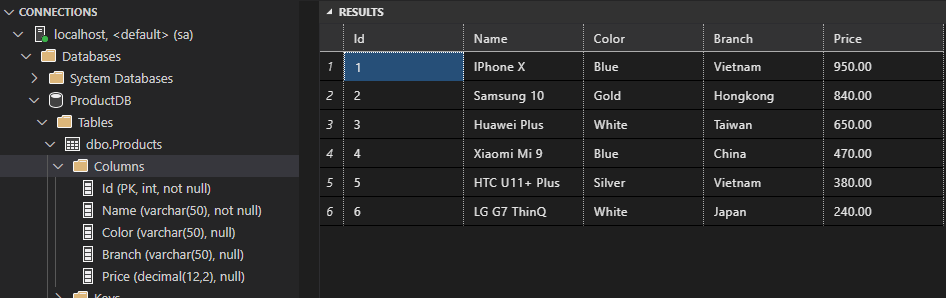 CONNECTIONS
localhost, <default> (sa)
Databases
System Databases
ProductDB
Tables
dbo.Products
Columns
Id (PK, int, not null)
Name (varchar(50), not null)
Color (varchar(50), null)
Branch (varchar(50), null)
Price (decimal(12,2), null)
Keys
RESULTS
Id Name Color Branch Price
1 1 IPhone X Blue Vietnam 950.00
2 2 Samsung 10 Gold Hongkong 840.00
3 3 Huawei Plus White Taiwan 650.00
4 4 Xiaomi Mi 9 Blue China 470.00
5 5 HTC U11+ Plus Silver Vietnam 380.00
6 6 LG G7 ThinQ White Japan 240.00